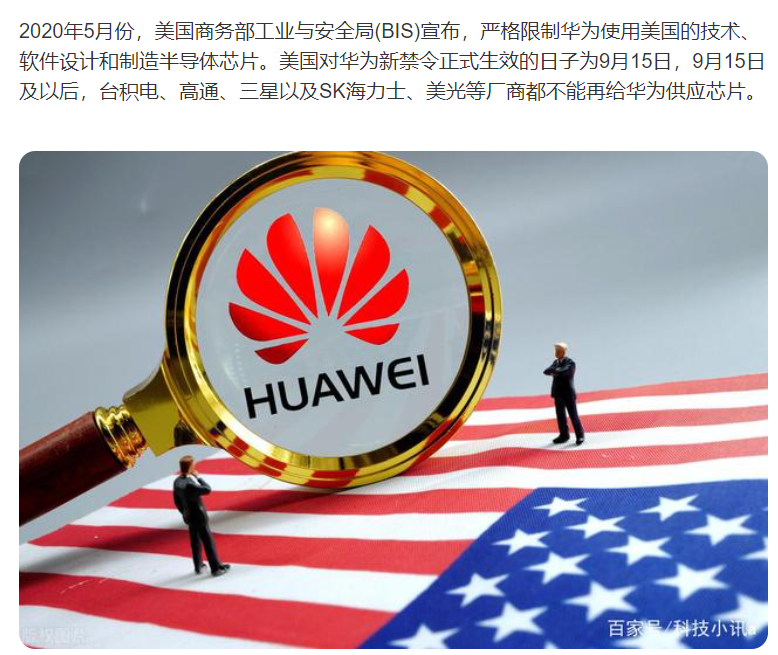 2020年5月份，美国商务部工业与安全局(BIS)宣布，严格限制华为使用美国的技术、
软件设计和制造半导体芯片。美国对华为新禁令正式生效的日子为9月15日，9月15日
及以后，台积电、高通、三星以及SK海力士、美光等厂商都不能再给华为供应芯片。
HUAWEI
百家号/科技小讯a